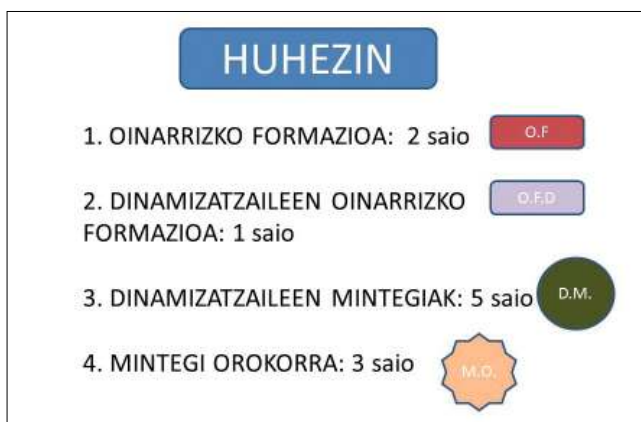 HUHEZIN
1. OINARRIZKO FORMAZIOA: 2 saio O.F
2. DINAMIZATZAILEEN OINARRIZKO O.F.D
FORMAZIOA: 1 saio
3. DINAMIZATZAILEEN MINTEGIAK: 5 saio D.M.
4. MINTEGI OROKORRA: 3 saio M.O.